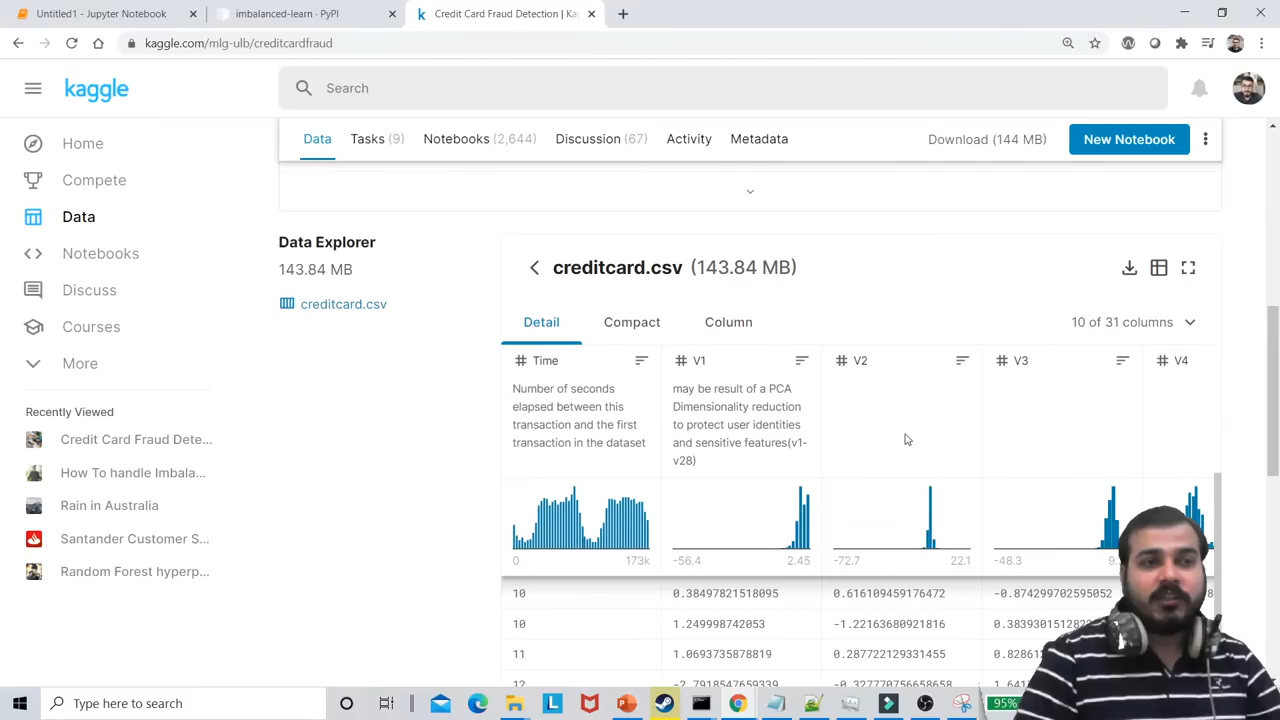 Untitled1 - Jupyter Notebook
imbalanced-learn · PyPI
Credit Card Fraud Detection | Ka
kaggle.com/mlg-ulb/creditcardfraud
kaggle
Search
Data Tasks (9) Notebooks (2,644) Discussion (67) Activity Metadata Download (144 MB) New Notebook
Home
Compete
Data
Notebooks
Discuss
Courses
More
Recently Viewed
Credit Card Fraud Dete...
How To handle Imbala...
Rain in Australia
Santander Customer S...
Random Forest hyperp...
Data Explorer
143.84 MB
creditcard.csv
creditcard.csv (143.84 MB)
Detail Compact Column 10 of 31 columns
# Time # V1 # V2 # V3 # V4
Number of seconds
elapsed between this
transaction and the first
transaction in the dataset
may be result of a PCA
Dimensionality reduction
to protect user identities
and sensitive features(v1-
v28)
0 173k -56.4 2.45 -72.7 22.1 -48.3
10 0.38497821518095 0.616109459176472 -0.874299702595052
10 1.249998742053 -1.22163680921816
11 1.0693735878819 0.287722129331455
12 -2.7918547659339 -0.327770756658658
Type here to search
95%